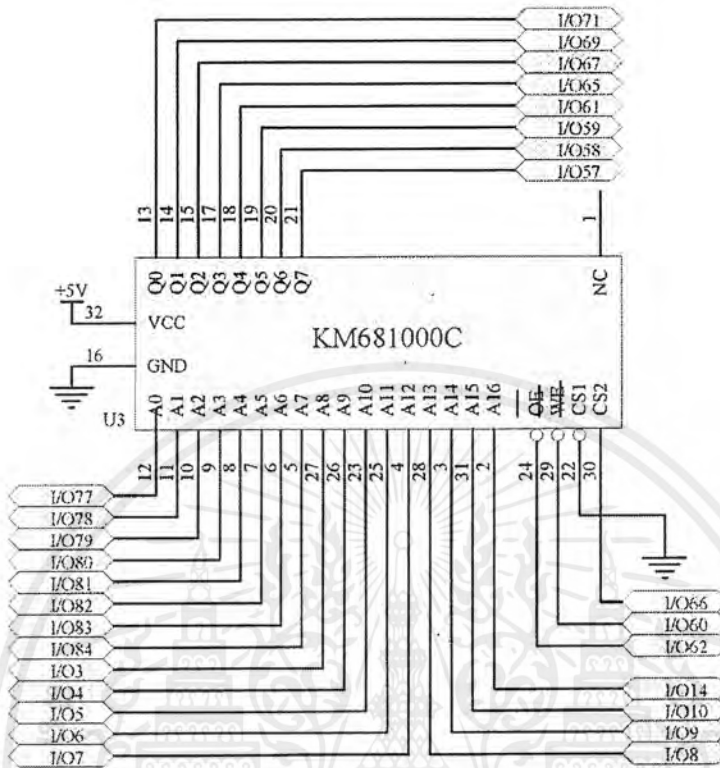 I/O71
I/O69
I/O67
I/O65
I/O61
I/O59
I/O58
I/O57
13 14 15 17 18 19 20 21 1
Q0 Q1 Q2 Q3 Q4 Q5 Q6 Q7 NC
+5V
32 VCC
KM681000C
16 GND
U3
A0 A1 A2 A3 A4 A5 A6 A7 A8 A9 A10 A11 A12 A13 A14 A15 A16 OE WE CS1 CS2
12 11 10 9 8 7 6 5 27 26 23 25 4 28 3 31 2 24 29 22 30
I/O77
I/O78
I/O79
I/O80
I/O81
I/O82
I/O83
I/O84
I/O3
I/O4
I/O5
I/O6
I/O7
I/O66
I/O60
I/O62
I/O14
I/O10
I/O9
I/O8